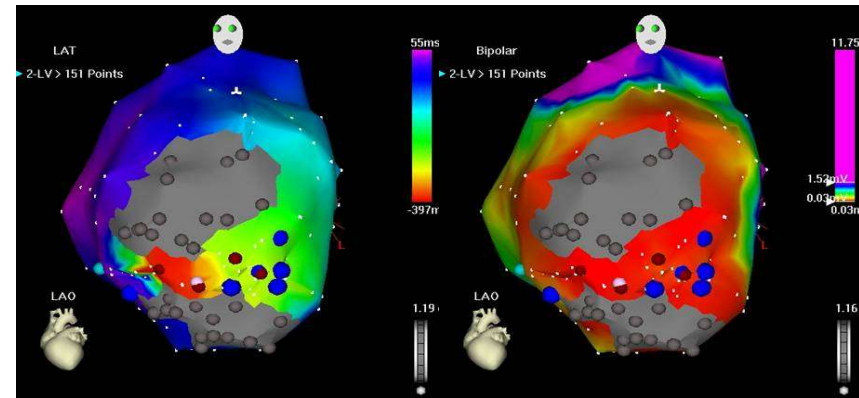 LAT
2-LV > 151 Points
55ms
-397m
LAO
1.19
L
Bipolar
2-LV > 151 Points
11.75
1.52mV
0.03mV
0.03m
LAO
1.16
L